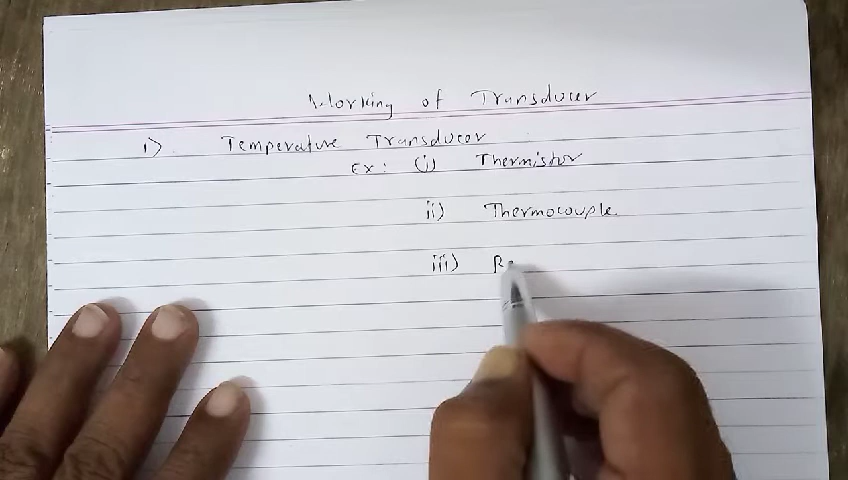 Working of Transducer
1). Temperature Transducer
Ex: (i) Thermistor
ii) Thermocouple.
iii)